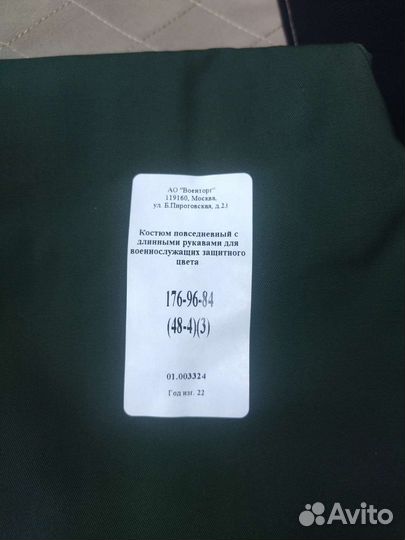 АО "Военторг"
119160, Москва,
ул. Б.Пироговская, д.23
Костюм повседневный с
длинными рукавами для
военнослужащих защитного
цвета
176-96-84
(48-4)(3)
01.003324
Год изг. 22
Avito